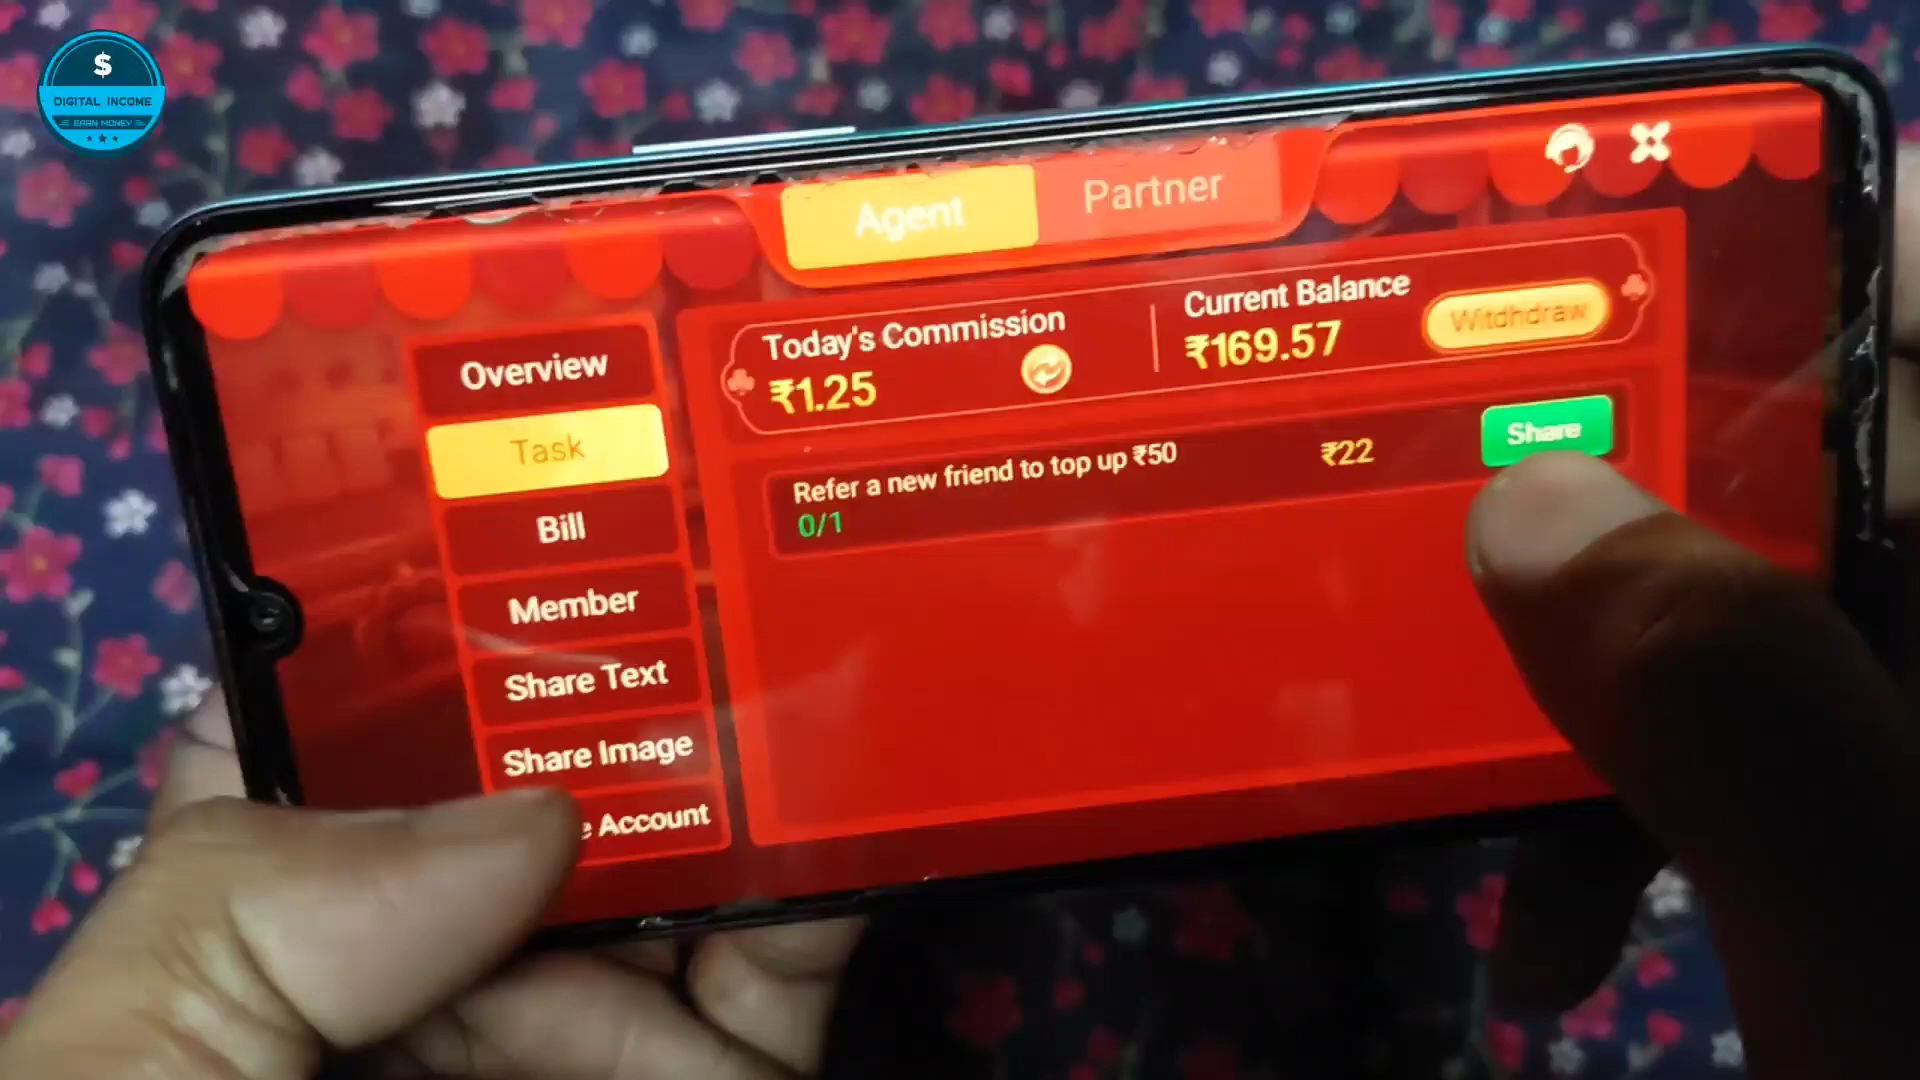 $
DIGITAL INCOME
EARN MONEY
Agent
Partner
Today's Commission
₹1.25
Current Balance
₹169.57
Witdhdraw
Overview
Task
Bill
Member
Share Text
Share Image
e Account
Refer a new friend to top up ₹50
0/1
₹22
Share